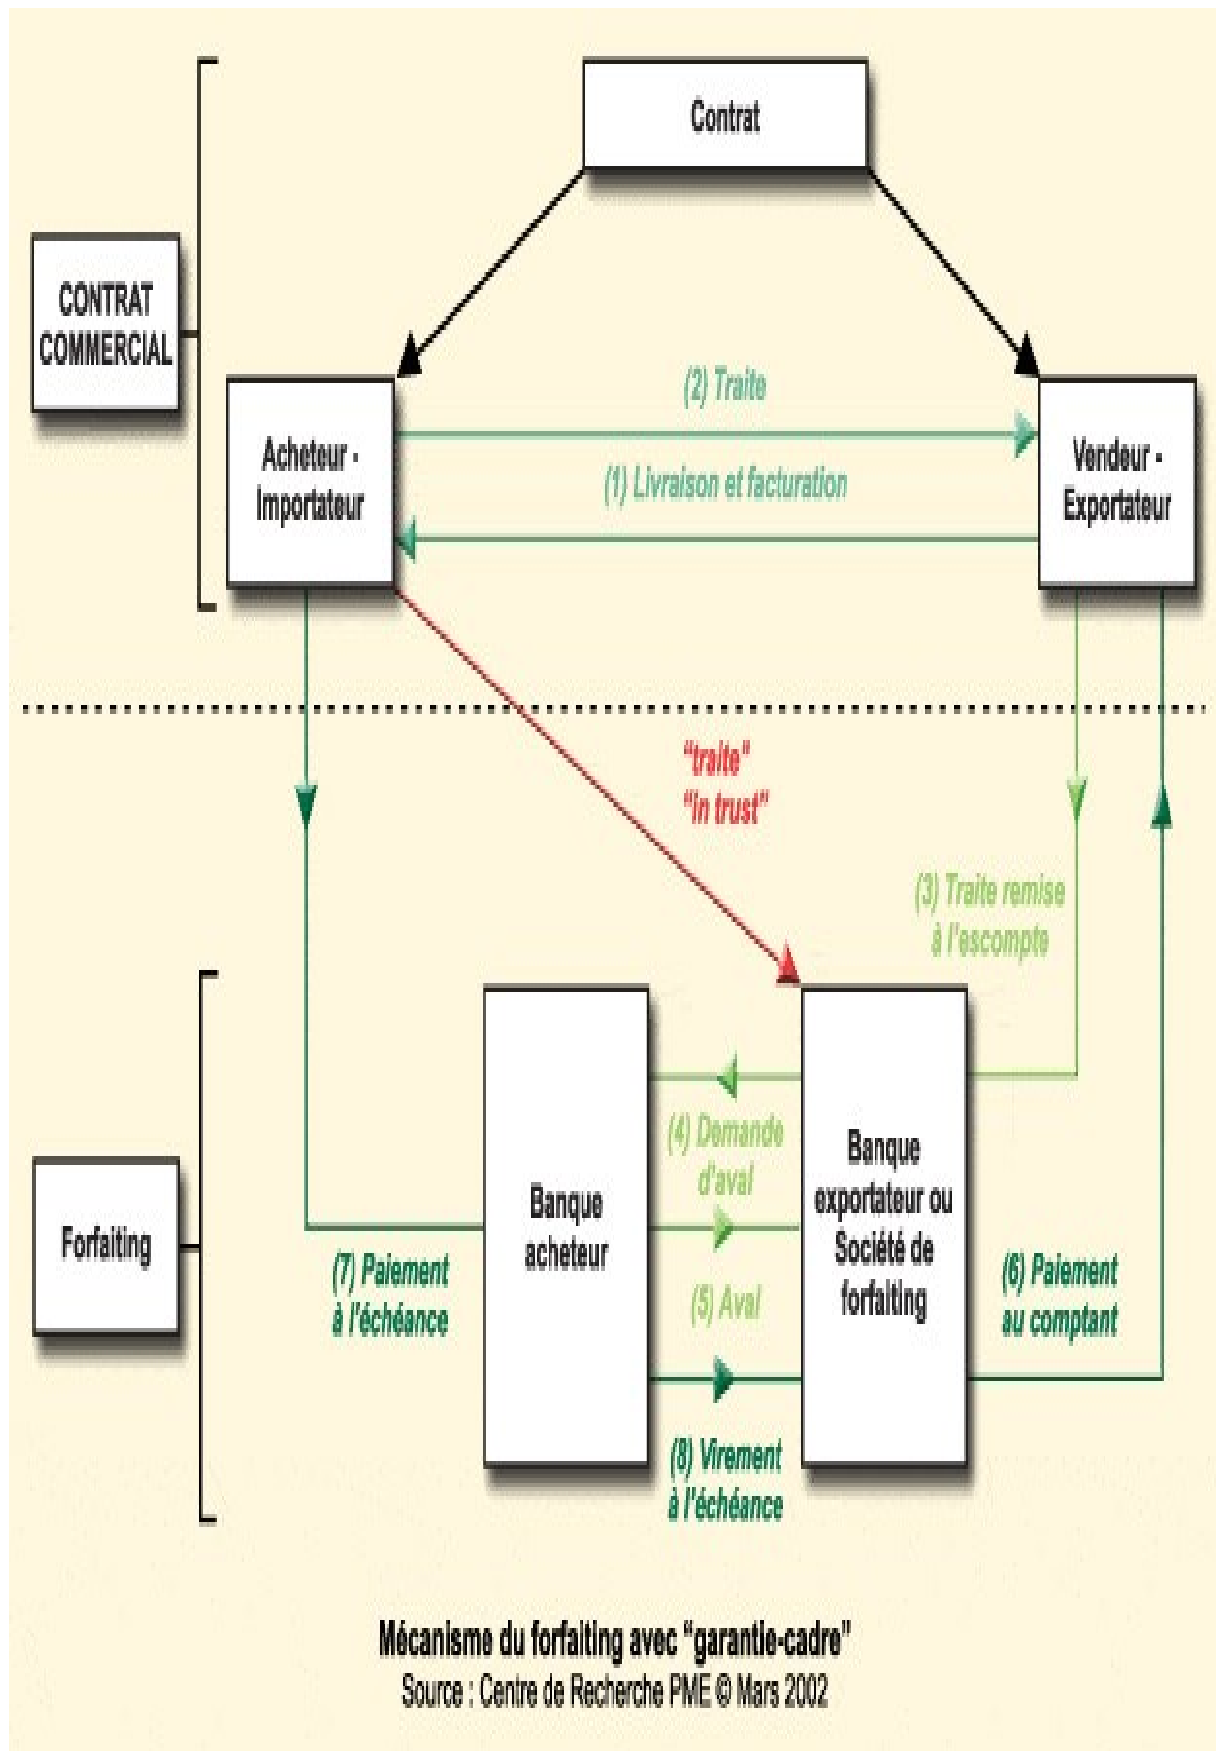 Contrat
CONTRAT
COMMERCIAL
(2) Traite
Acheteur -
Importateur
(1) Livraison et facturation
Vendeur -
Exportateur
“traite”
“in trust”
(3) Traite remise
à l'escompte
(4) Demande
d'aval
Banque
acheteur
Banque
exportateur ou
Société de
forfaiting
Forfaiting
(7) Paiement
à l'échéance
(5) Aval
(6) Paiement
au comptant
(8) Virement
à l'échéance
Mécanisme du forfaiting avec “garantie-cadre”
Source : Centre de Recherche PME © Mars 2002